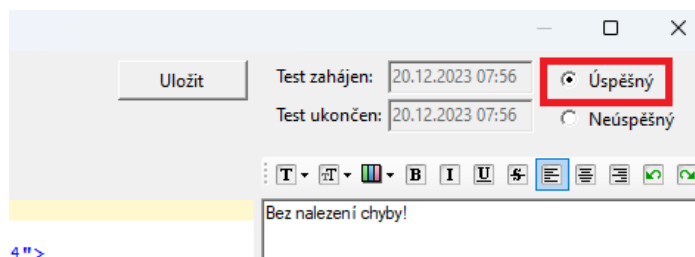 Uložit
Test zahájen: 20.12.2023 07:56
Úspěšný
Test ukončen: 20.12.2023 07:56
Neúspěšný
T T B I U S
Bez nalezení chyby!
4">